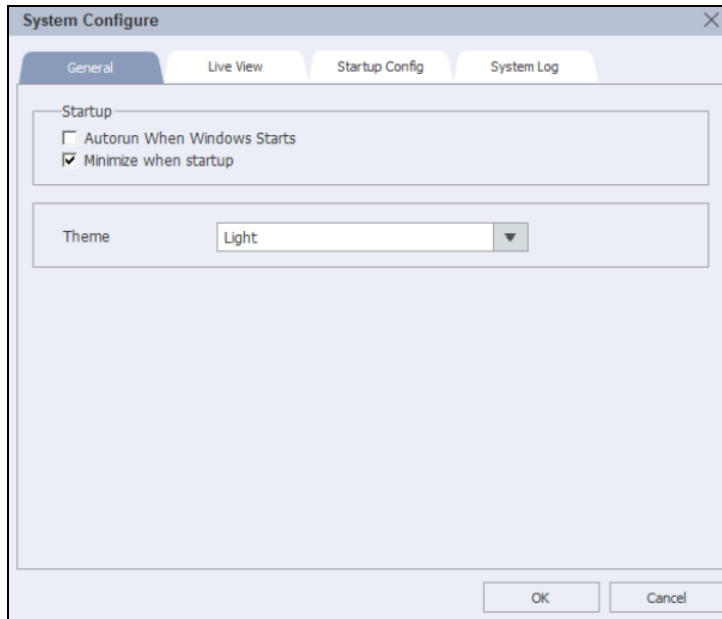 System Configure
General Live View Startup Config System Log
Startup
Autorun When Windows Starts
Minimize when startup
Theme Light
OK Cancel